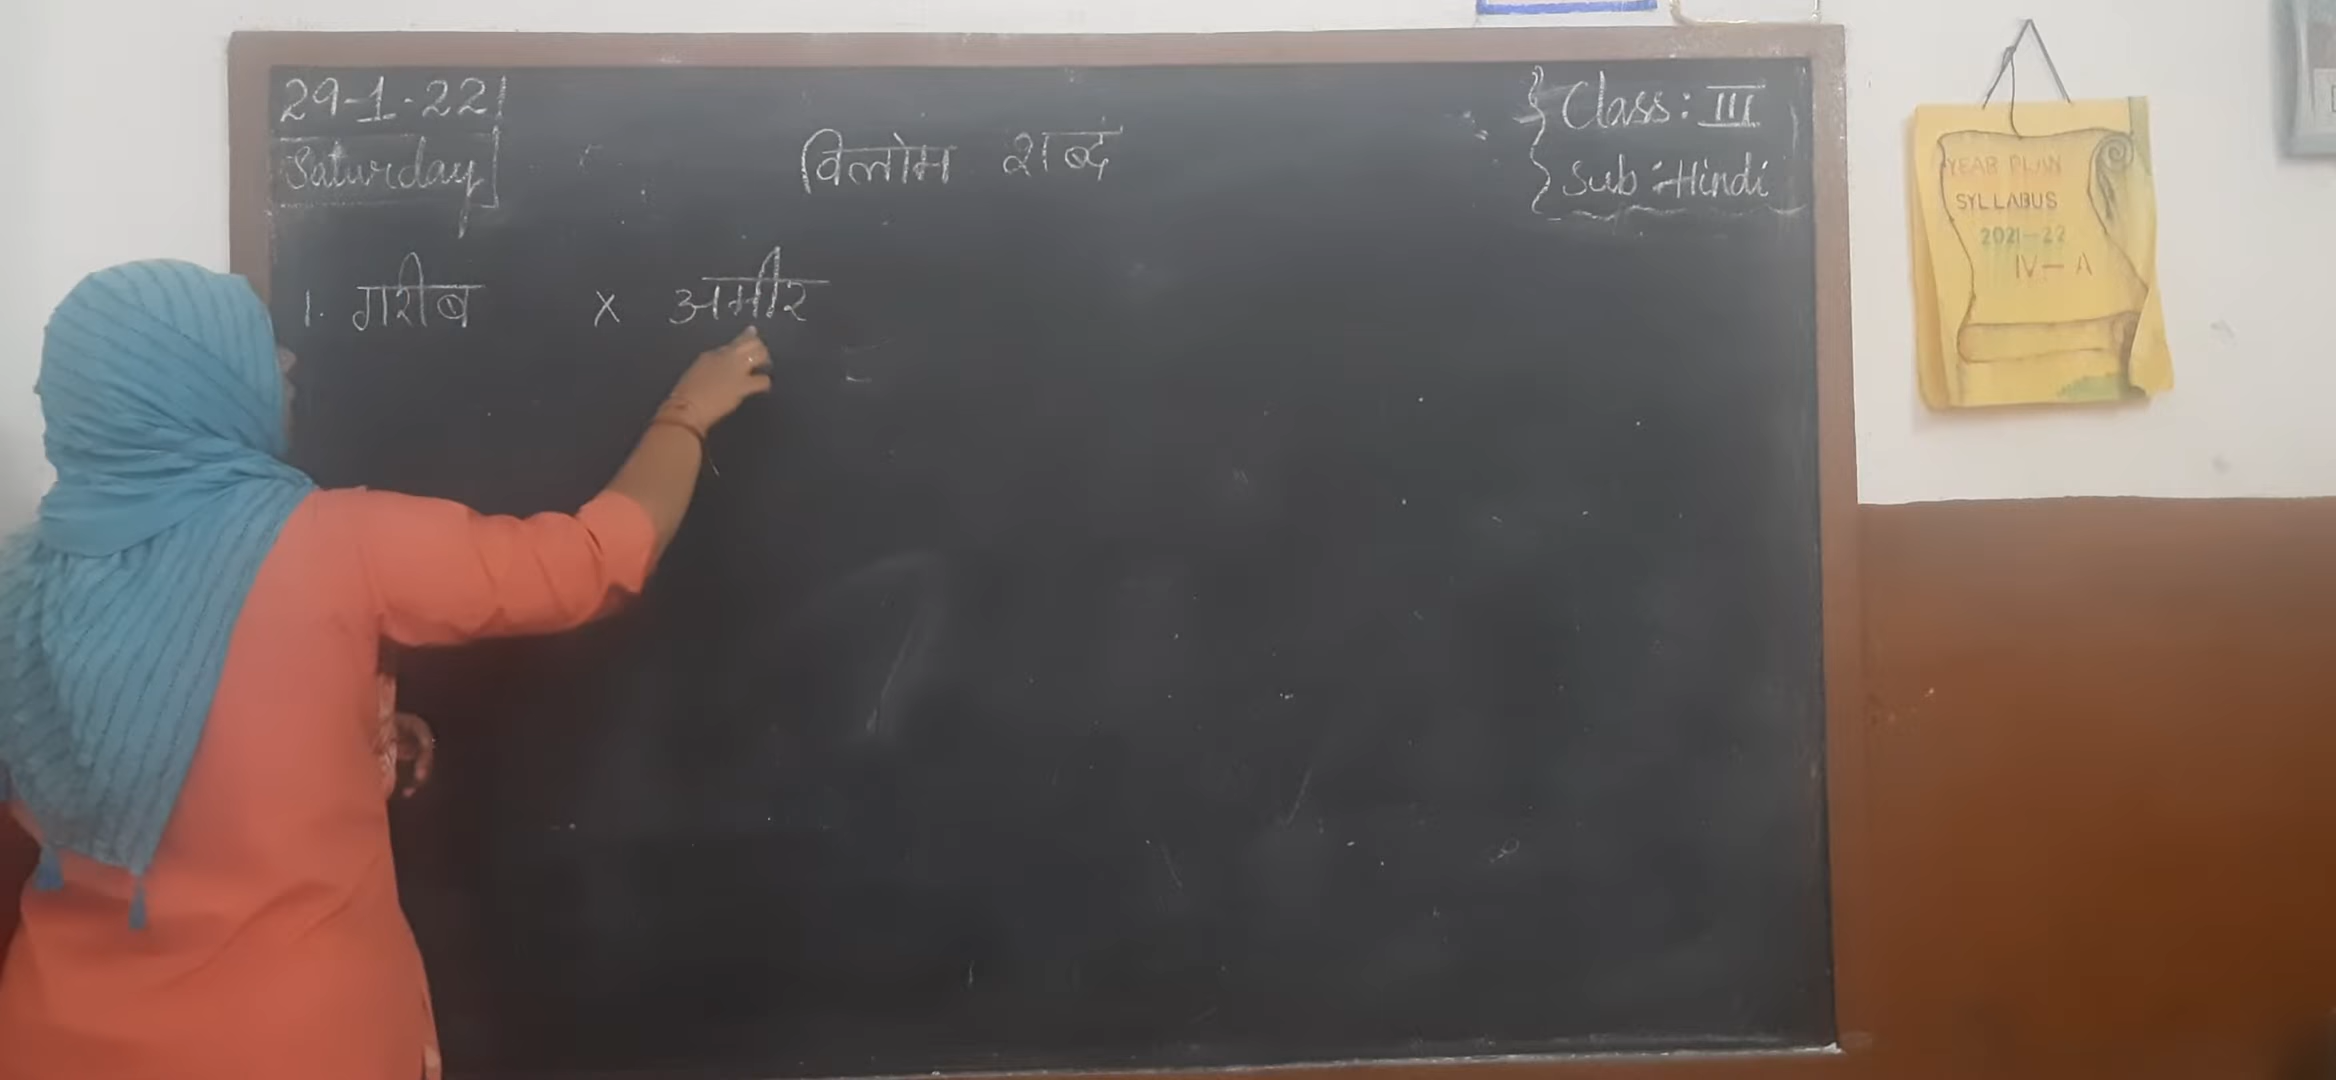 29-1-22
Saturday
विलोम शब्द
Class: III
Sub: Hindi
1. गरीब x अमीर
YEAR PLAN
SYLLABUS
2021-22
IV-A